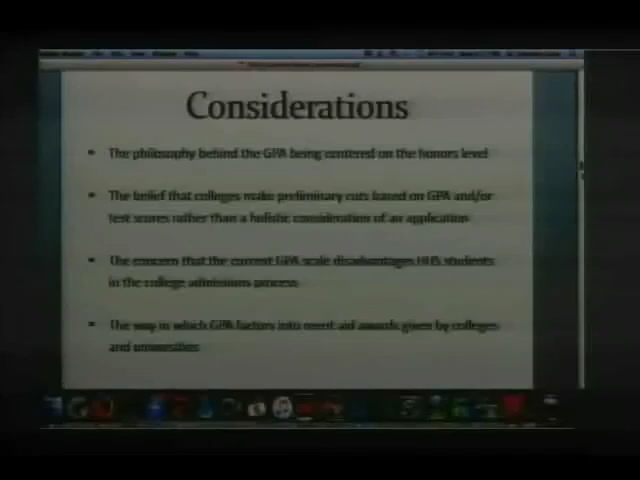 Considerations
• The philosophy behind the GPA being centered on the honors level
• The belief that colleges make preliminary cuts based on GPA and/or
test scores rather than a holistic consideration of an application
• The concern that the current GPA scale disadvantages HHS students
in the college admissions process
• The way in which GPA factors into merit aid awards given by colleges
and universities